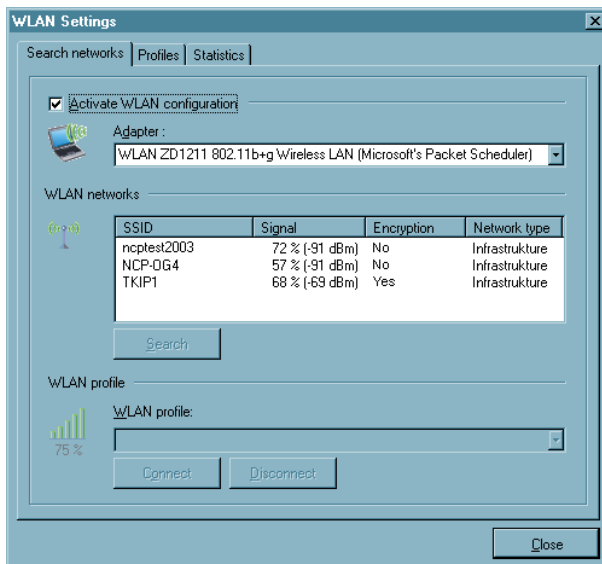 WLAN Settings
Search networks Profiles Statistics
Activate WLAN configuration
Adapter :
WLAN ZD1211 802.11b+g Wireless LAN (Microsoft's Packet Scheduler)
WLAN networks
SSID Signal Encryption Network type
ncptest2003 72 % (-91 dBm) No Infrastrukture
NCP-OG4 57 % (-91 dBm) No Infrastrukture
TKIP1 68 % (-69 dBm) Yes Infrastrukture
Search
WLAN profile
WLAN profile:
75 %
Connect Disconnect
Close